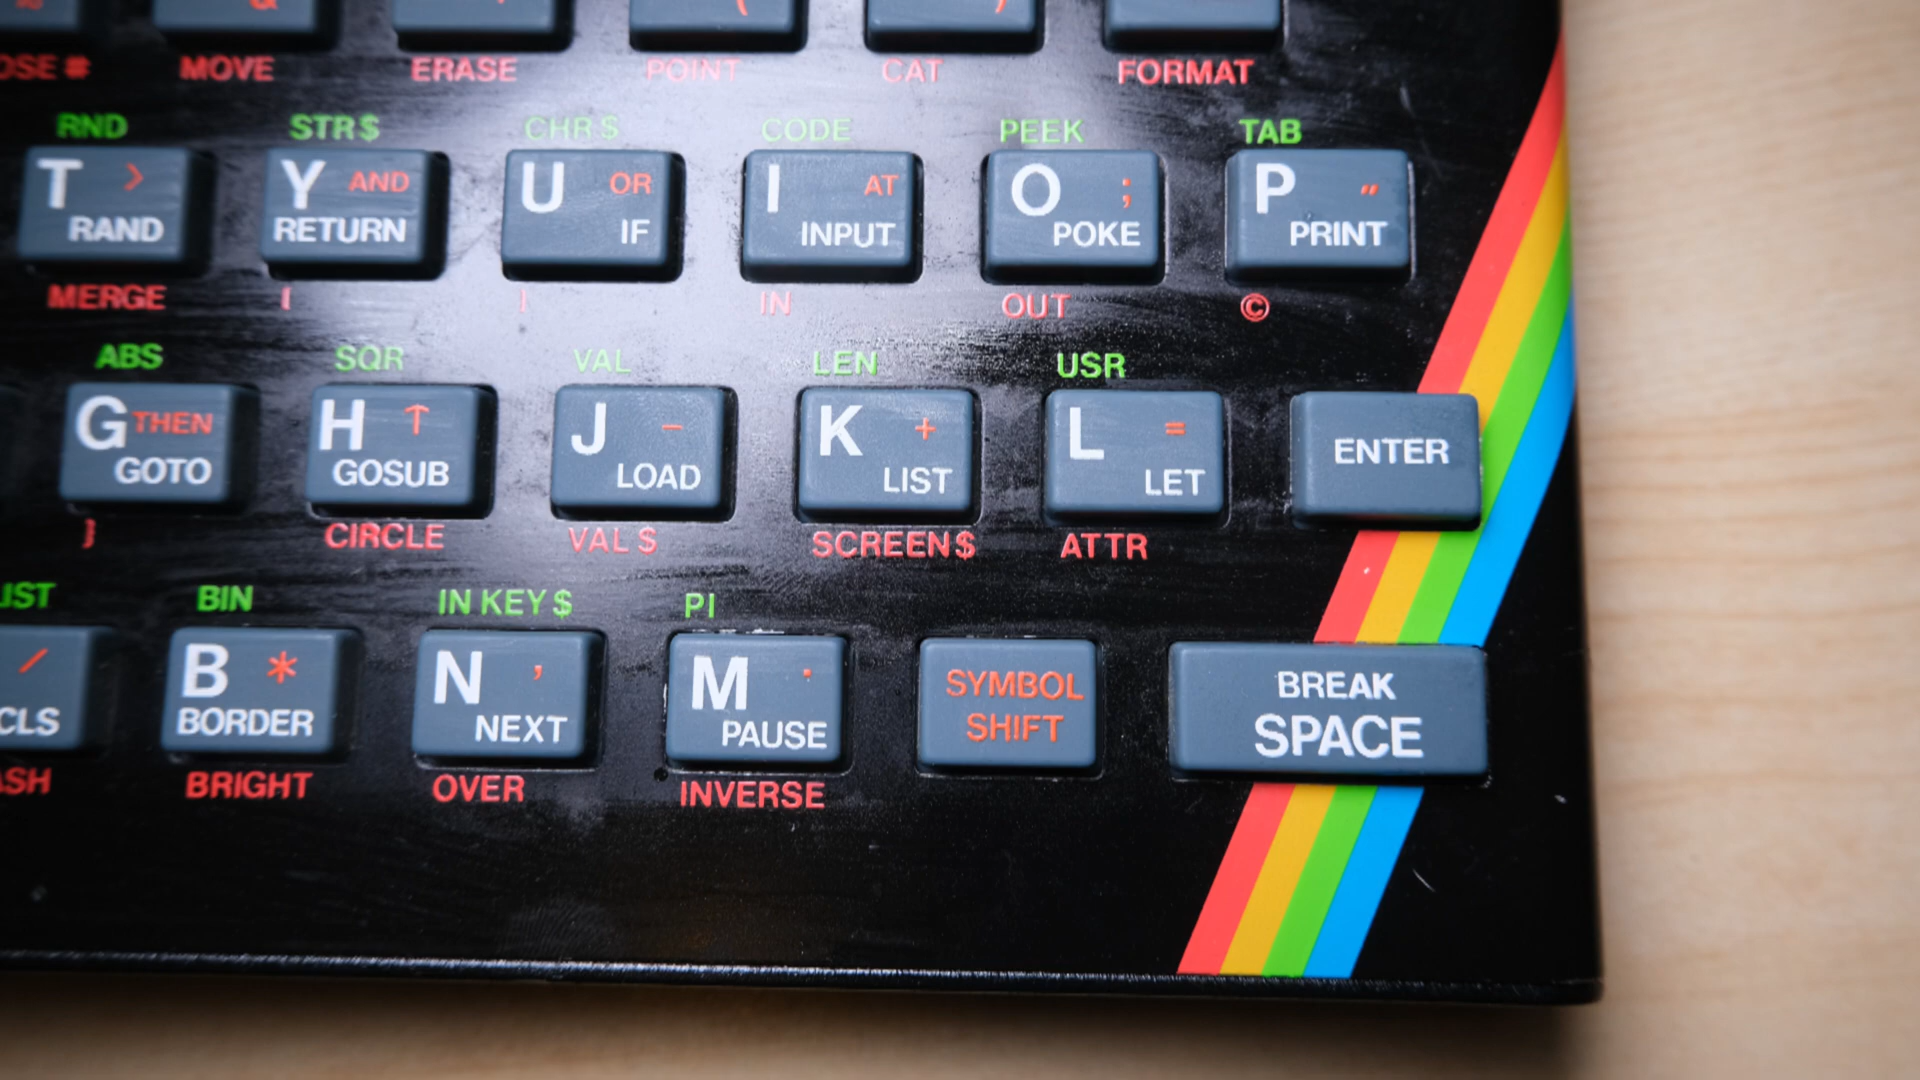 &
(
)
OSE #
MOVE
ERASE
POINT
CAT
FORMAT
RND
STR $
CHR $
CODE
PEEK
TAB
T >
RAND
Y AND
RETURN
U OR
IF
I AT
INPUT
O ;
POKE
P "
PRINT
MERGE
[
]
IN
OUT
©
ABS
SQR
VAL
LEN
USR
G THEN
GOTO
H ↑
GOSUB
J −
LOAD
K +
LIST
L =
LET
ENTER
}
CIRCLE
VAL $
SCREEN $
ATTR
IST
BIN
IN KEY $
PI
/
CLS
B *
BORDER
N ,
NEXT
M .
PAUSE
SYMBOL
SHIFT
BREAK
SPACE
ASH
BRIGHT
OVER
INVERSE